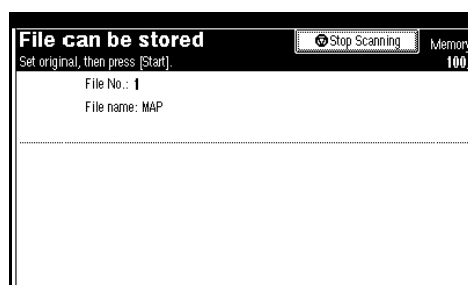 File can be stored
Stop Scanning
Memory
Set original, then press [Start].
100
File No.: 1
File name: MAP